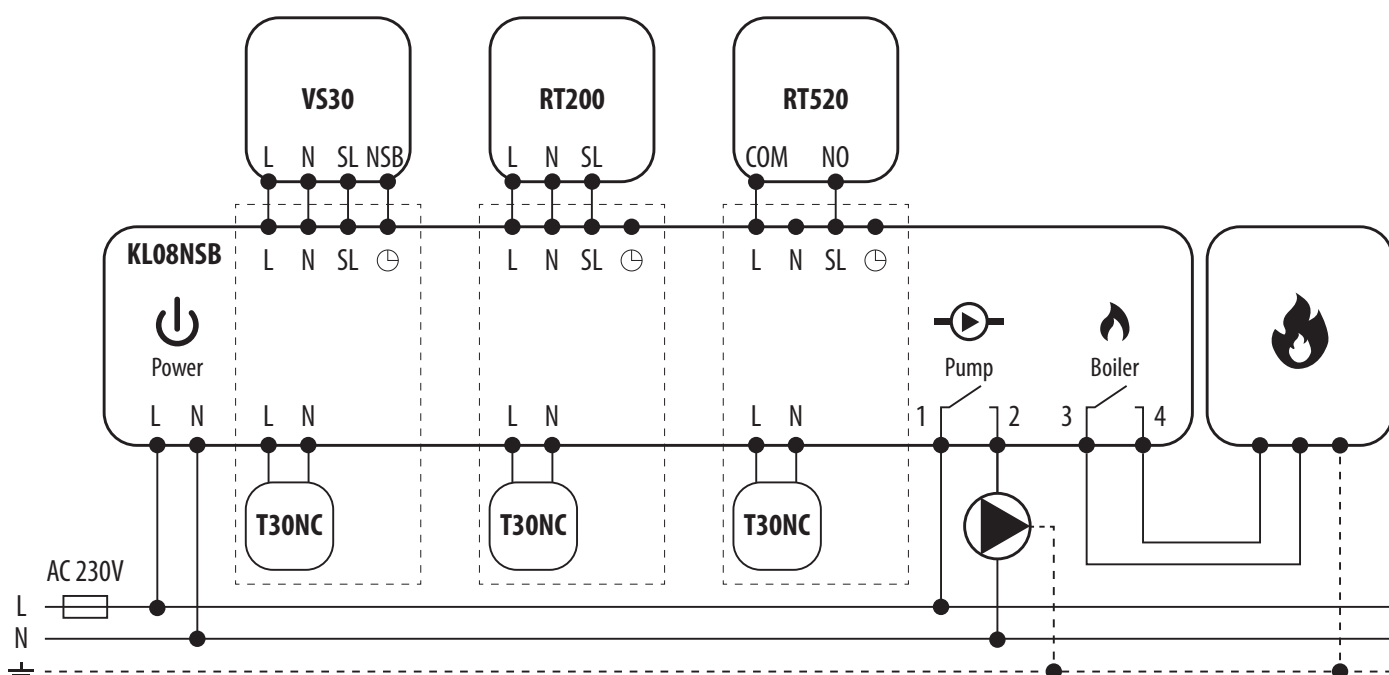 VS30 RT200 RT520
L N SL NSB L N SL COM NO
KL08NSB L N SL L N SL L N SL
Power Pump Boiler
L N L N L N L N 1 2 3 4
T30NC T30NC T30NC
AC 230V
L
N